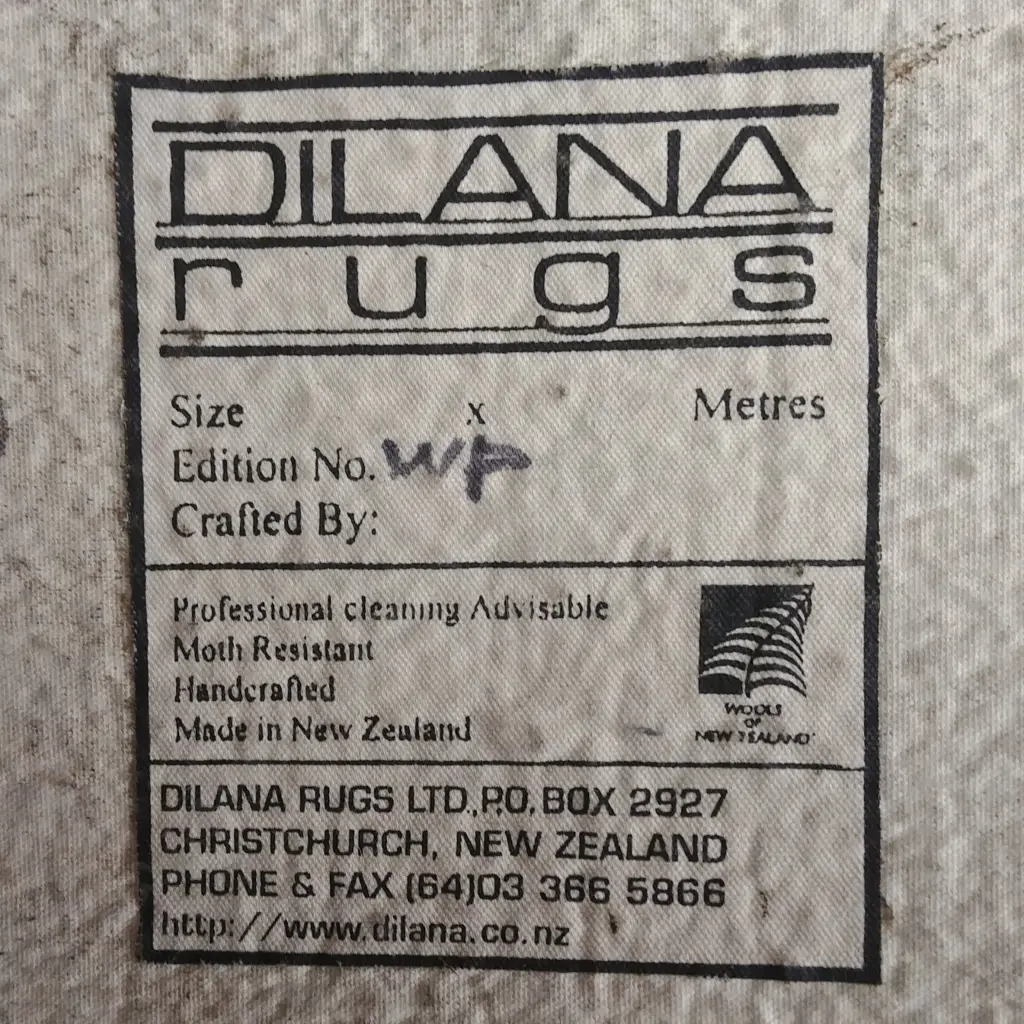 DILANA
rugs
Size x Metres
Edition No. WP
Crafted By:
Professional cleaning Advisable
Moth Resistant
Handcrafted
Made in New Zealand
WOOLS
OF
NEW ZEALAND
DILANA RUGS LTD.,P.O. BOX 2927
CHRISTCHURCH, NEW ZEALAND
PHONE & FAX (64)03 366 5866
http://www.dilana.co.nz